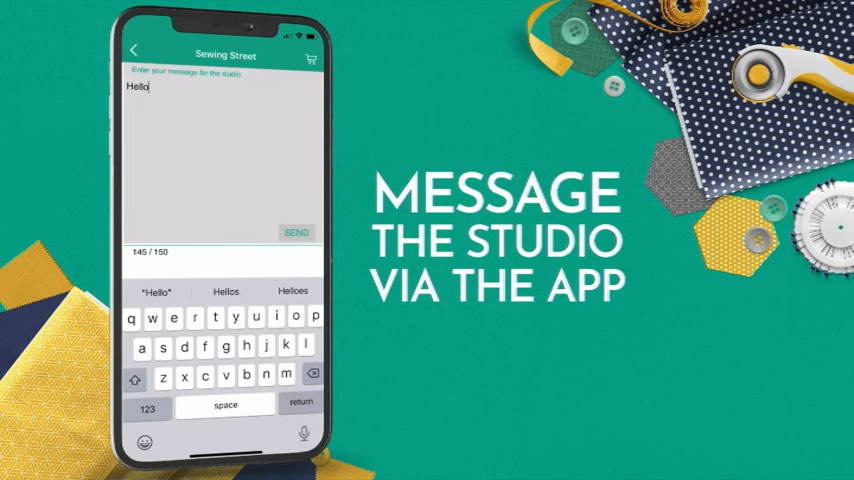 Sewing Street
Enter your message for the studio
Hello
SEND
145 / 150
"Hello" Hellos Helloes
q w e r t y u i o p
a s d f g h j k l
z x c v b n m
123 space return
MESSAGE
THE STUDIO
VIA THE APP